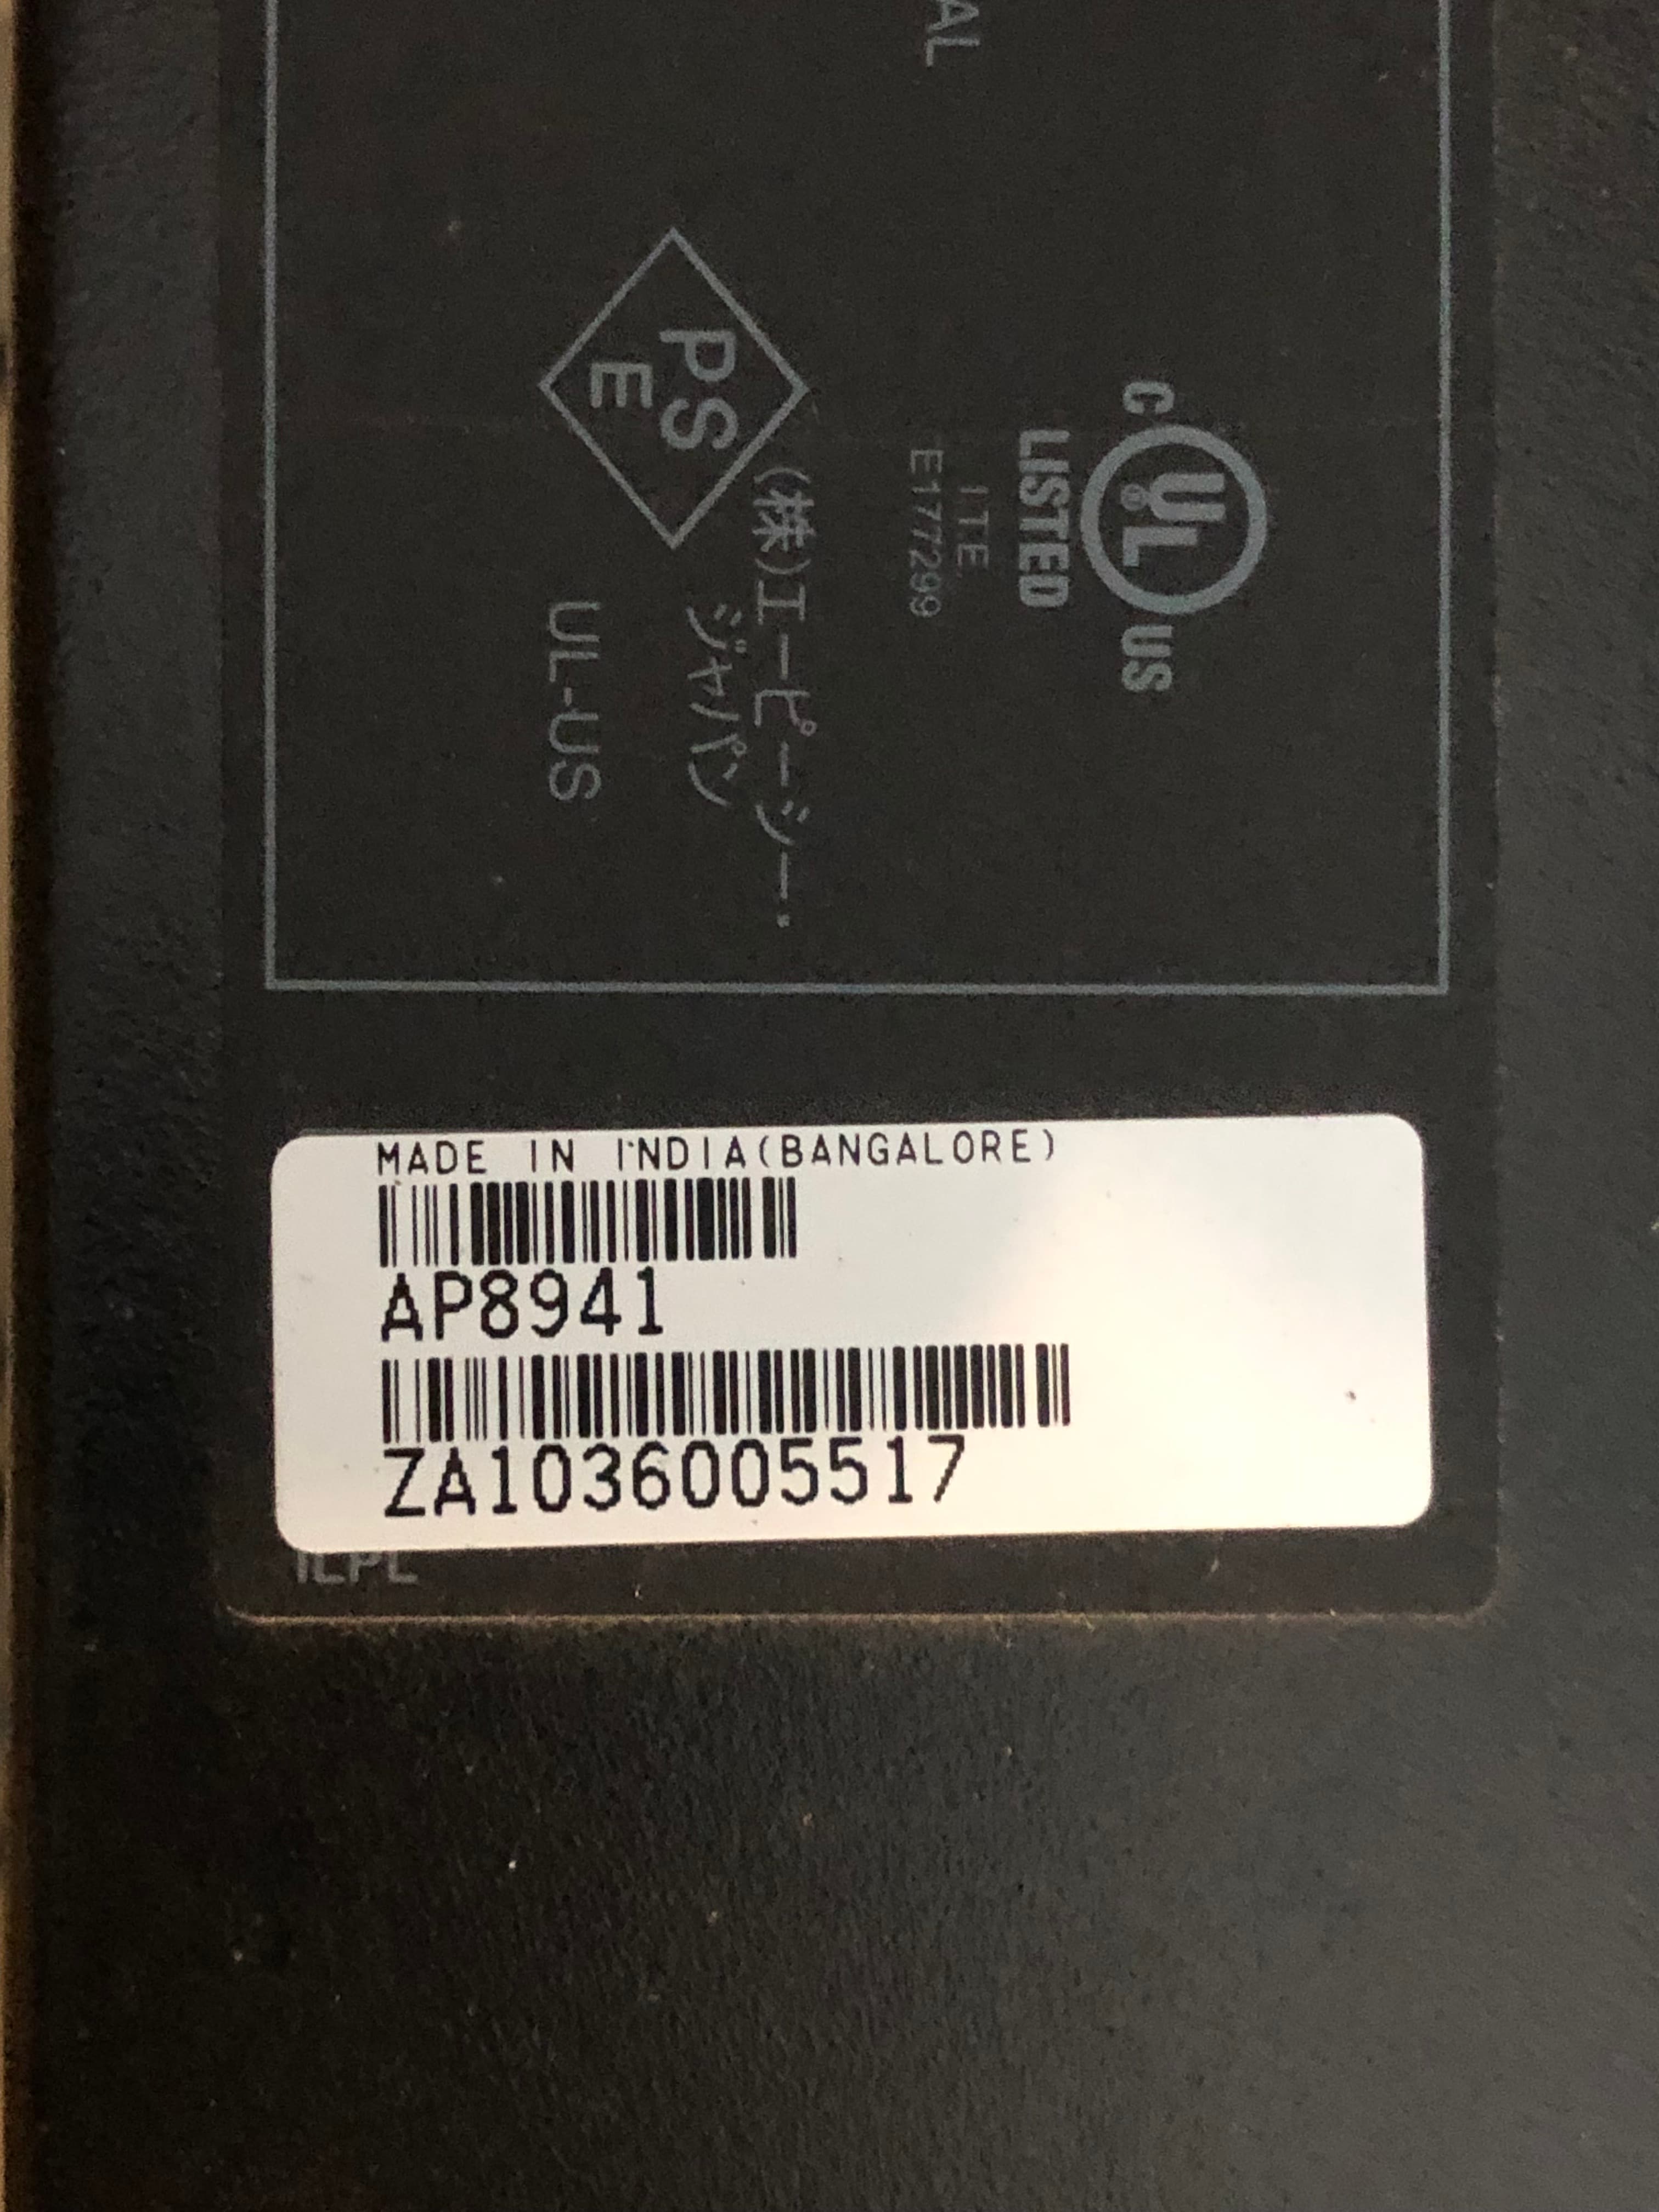 AL
C UL US
LISTED
ITE
E177299
(株)エーピーシー・
ジャパン
PS
E
UL-US
MADE IN INDIA(BANGALORE)
AP8941
ZA1036005517